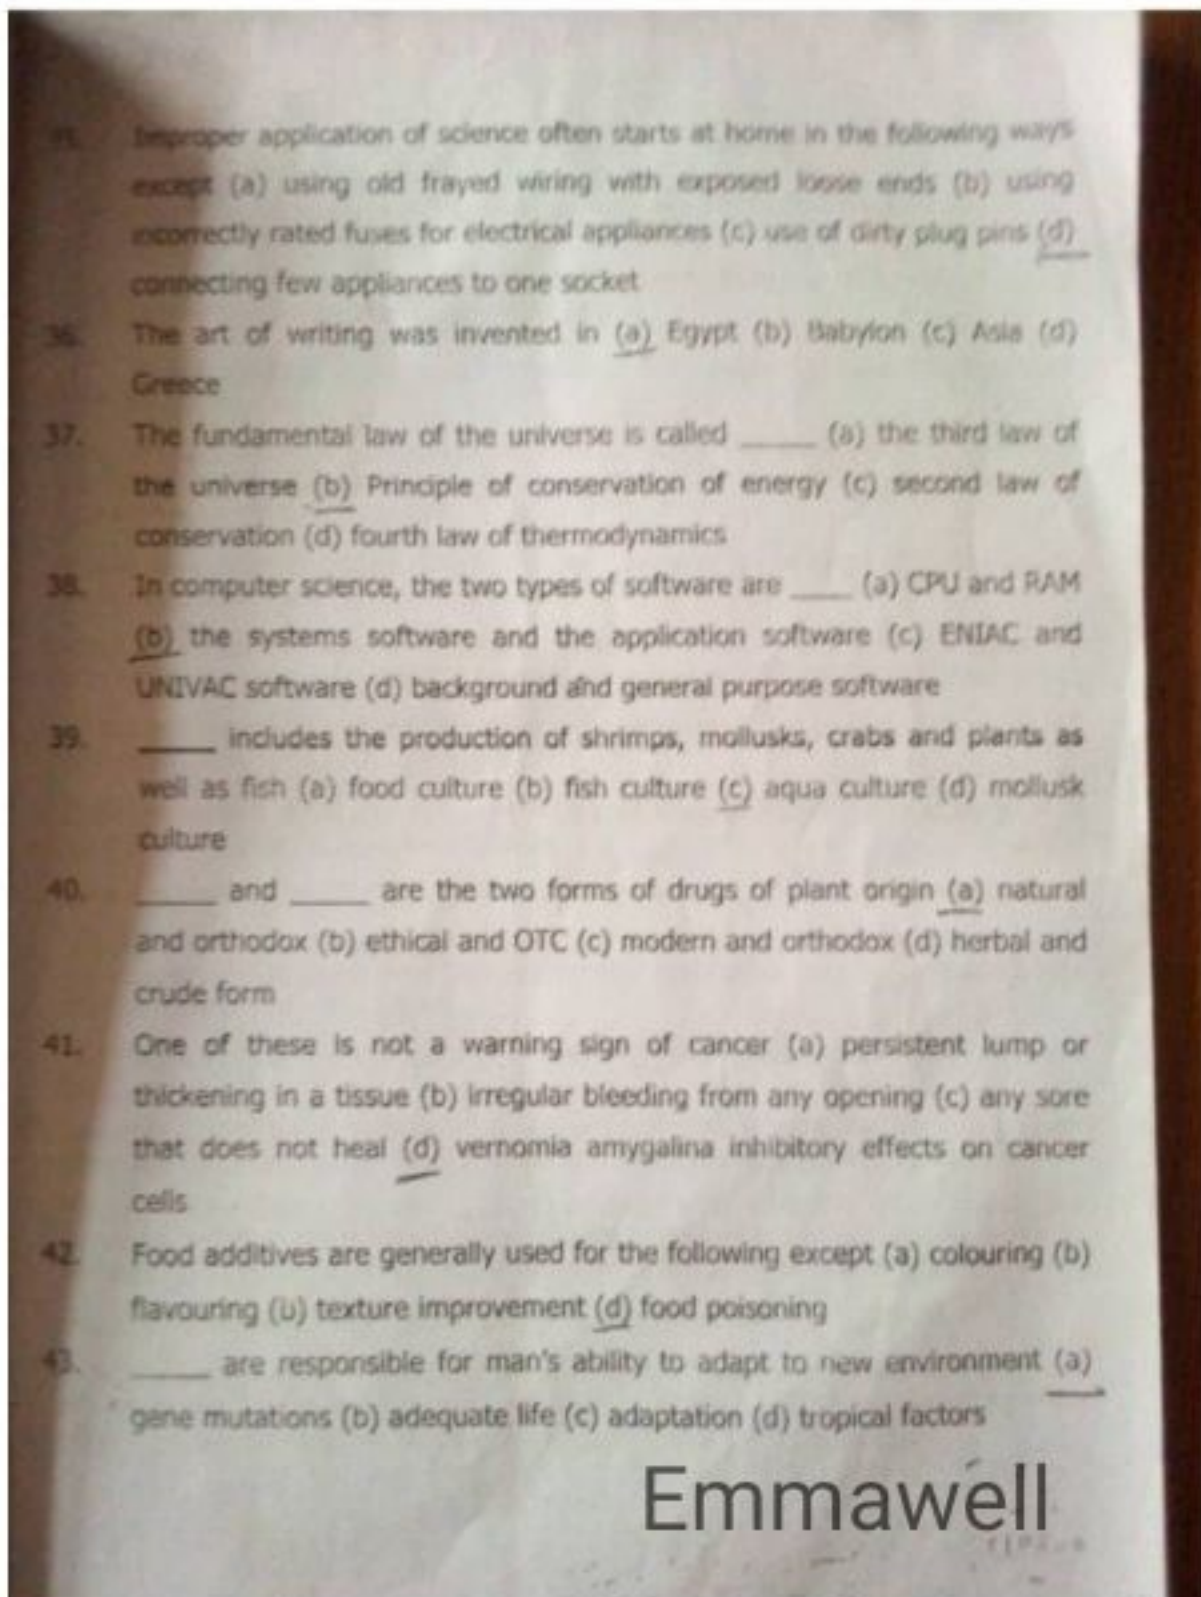 Improper application of science often starts at home in the following ways
except (a) using old frayed wiring with exposed loose ends (b) using
incorrectly rated fuses for electrical appliances (c) use of dirty plug pins (d)
connecting few appliances to one socket
36. The art of writing was invented in (a) Egypt (b) Babylon (c) Asia (d)
Greece
37. The fundamental law of the universe is called _____ (a) the third law of
the universe (b) Principle of conservation of energy (c) second law of
conservation (d) fourth law of thermodynamics
38. In computer science, the two types of software are ____ (a) CPU and RAM
(b) the systems software and the application software (c) ENIAC and
UNIVAC software (d) background and general purpose software
39. _____ includes the production of shrimps, mollusks, crabs and plants as
well as fish (a) food culture (b) fish culture (c) aqua culture (d) mollusk
culture
40. _____ and _____ are the two forms of drugs of plant origin (a) natural
and orthodox (b) ethical and OTC (c) modern and orthodox (d) herbal and
crude form
41. One of these is not a warning sign of cancer (a) persistent lump or
thickening in a tissue (b) irregular bleeding from any opening (c) any sore
that does not heal (d) vernomia amygalina inhibitory effects on cancer
cells
42. Food additives are generally used for the following except (a) colouring (b)
flavouring (c) texture improvement (d) food poisoning
43. _____ are responsible for man's ability to adapt to new environment (a)
gene mutations (b) adequate life (c) adaptation (d) tropical factors
Emmawell